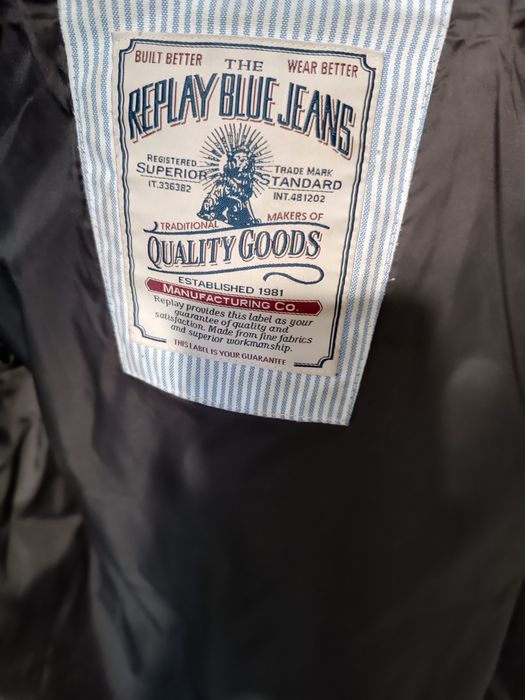 BUILT BETTER THE WEAR BETTER
REPLAY BLUE JEANS
REGISTERED TRADE MARK
SUPERIOR STANDARD
IT.336382 INT.481202
TRADITIONAL MAKERS OF
QUALITY GOODS
ESTABLISHED 1981
MANUFACTURING CO.
Replay provides this label as your
guarantee of quality and
satisfaction. Made from fine fabrics
and superior workmanship.
THIS LABEL IS YOUR GUARANTEE